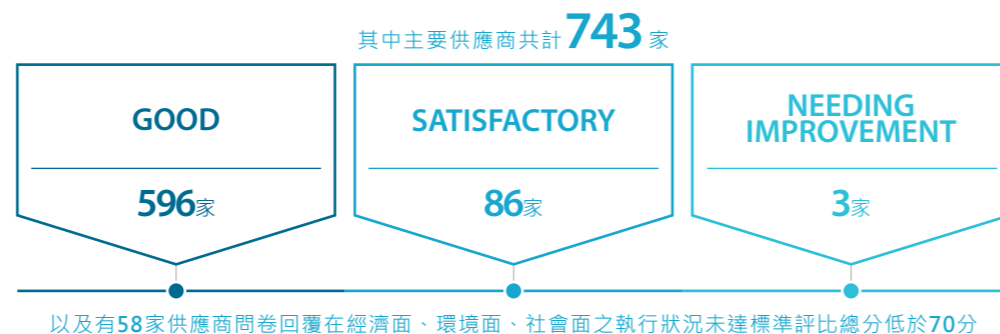 其中主要供應商共計743家
GOOD
596家
SATISFACTORY
86家
NEEDING
IMPROVEMENT
3家
以及有58家供應商問卷回覆在經濟面、環境面、社會面之執行狀況未達標準評比總分低於70分